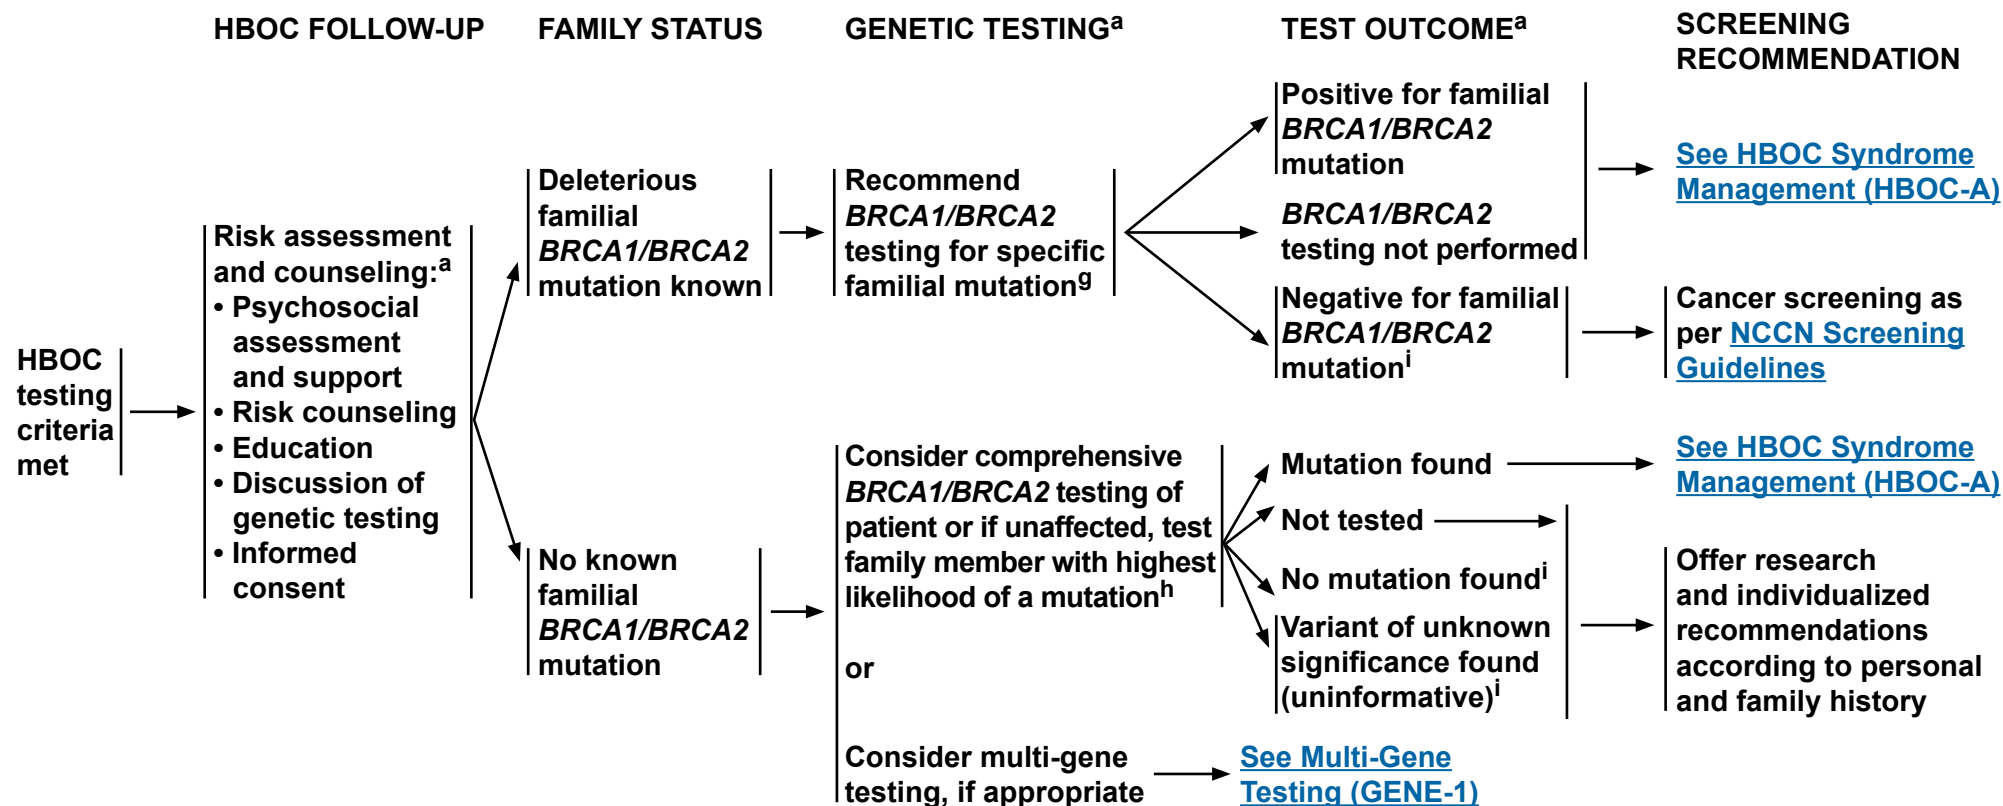 HBOC FOLLOW-UP
FAMILY STATUS
GENETIC TESTINGa
TEST OUTCOMEa
SCREENING
RECOMMENDATION
HBOC
testing
criteria
met
Risk assessment
and counseling:a
• Psychosocial
assessment
and support
• Risk counseling
• Education
• Discussion of
genetic testing
• Informed
consent
Deleterious
familial
BRCA1/BRCA2
mutation known
Recommend
BRCA1/BRCA2
testing for specific
familial mutationg
Positive for familial
BRCA1/BRCA2
mutation
BRCA1/BRCA2
testing not performed
See HBOC Syndrome
Management (HBOC-A)
Negative for familial
BRCA1/BRCA2
mutationi
Cancer screening as
per NCCN Screening
Guidelines
No known
familial
BRCA1/BRCA2
mutation
Consider comprehensive
BRCA1/BRCA2 testing of
patient or if unaffected, test
family member with highest
likelihood of a mutationh
or
Consider multi-gene
testing, if appropriate
Mutation found
See HBOC Syndrome
Management (HBOC-A)
Not tested
No mutation foundi
Variant of unknown
significance found
(uninformative)i
Offer research
and individualized
recommendations
according to personal
and family history
See Multi-Gene
Testing (GENE-1)